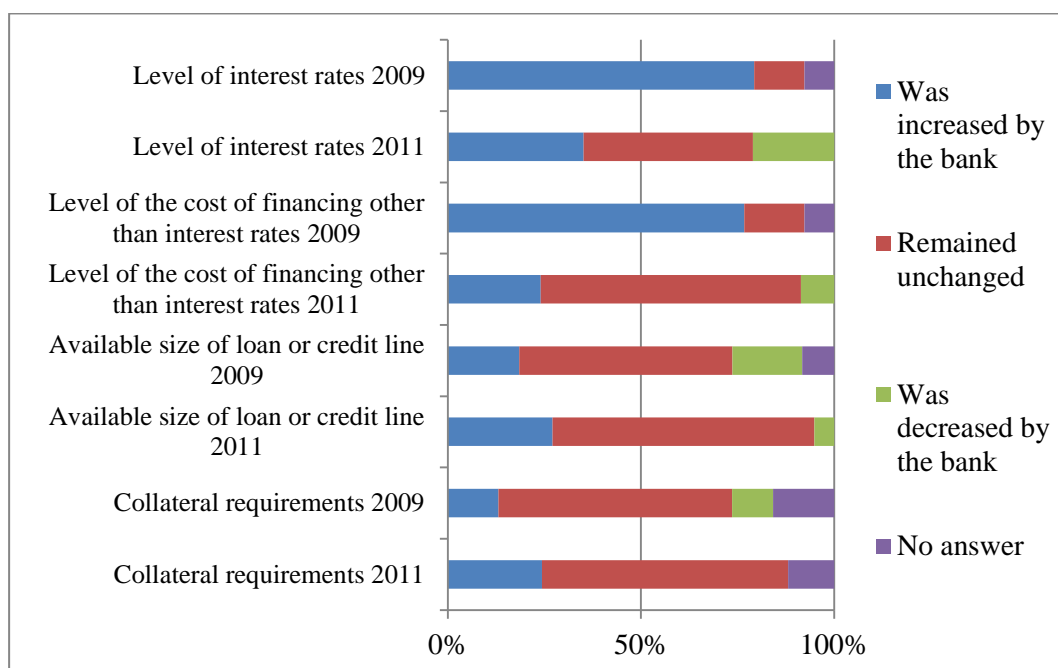 Level of interest rates 2009
Level of interest rates 2011
Level of the cost of financing other
than interest rates 2009
Level of the cost of financing other
than interest rates 2011
Available size of loan or credit line
2009
Available size of loan or credit line
2011
Collateral requirements 2009
Collateral requirements 2011
0%
50%
100%
Was
increased by
the bank
Remained
unchanged
Was
decreased by
the bank
No answer